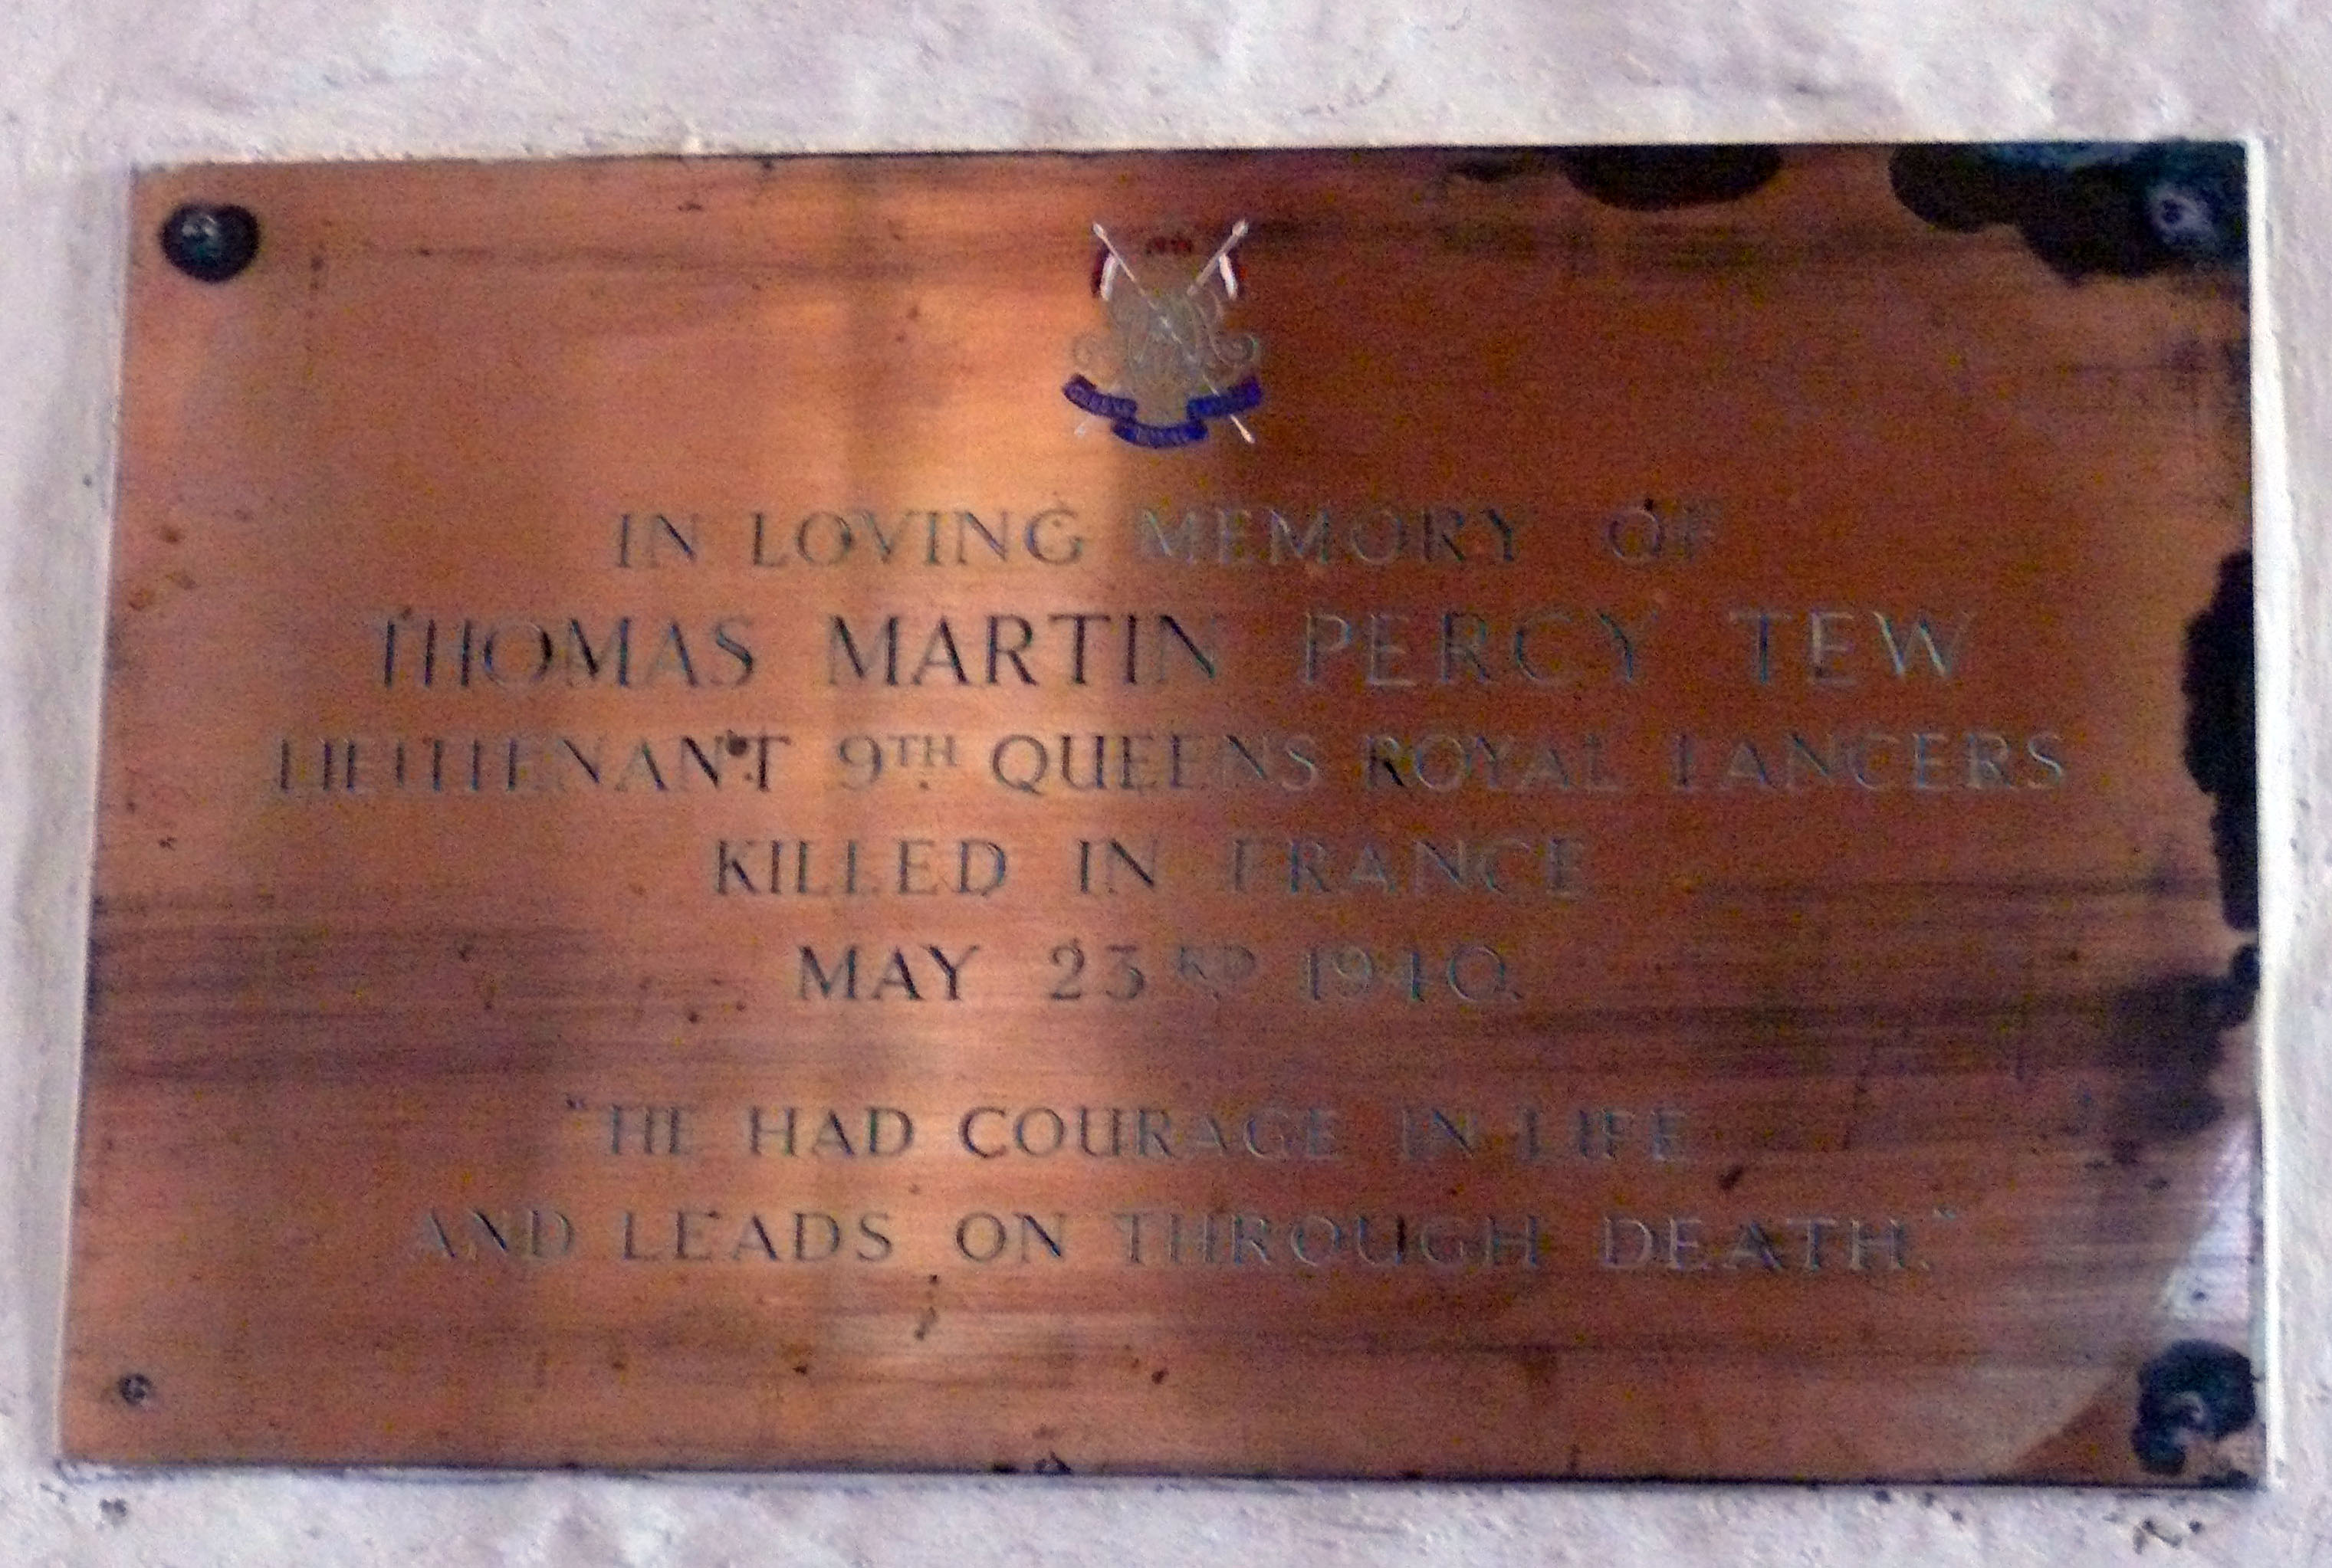 IN LOVING MEMORY OF
THOMAS MARTIN PERCY TEW
LIEUTENANT 9TH QUEENS ROYAL LANCERS
KILLED IN FRANCE
MAY 23RD 1940.
"HE HAD COURAGE IN LIFE
AND LEADS ON THROUGH DEATH."